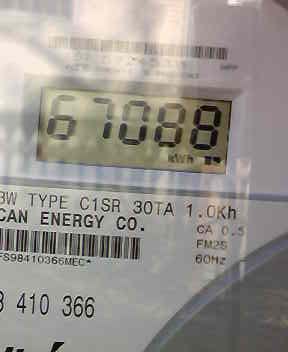 67088
kWh
3W TYPE C1SR 30TA 1.0Kh
CAN ENERGY CO.
CA 0.5
FM2S
60Hz
FS98410366MEC*
3 410 366